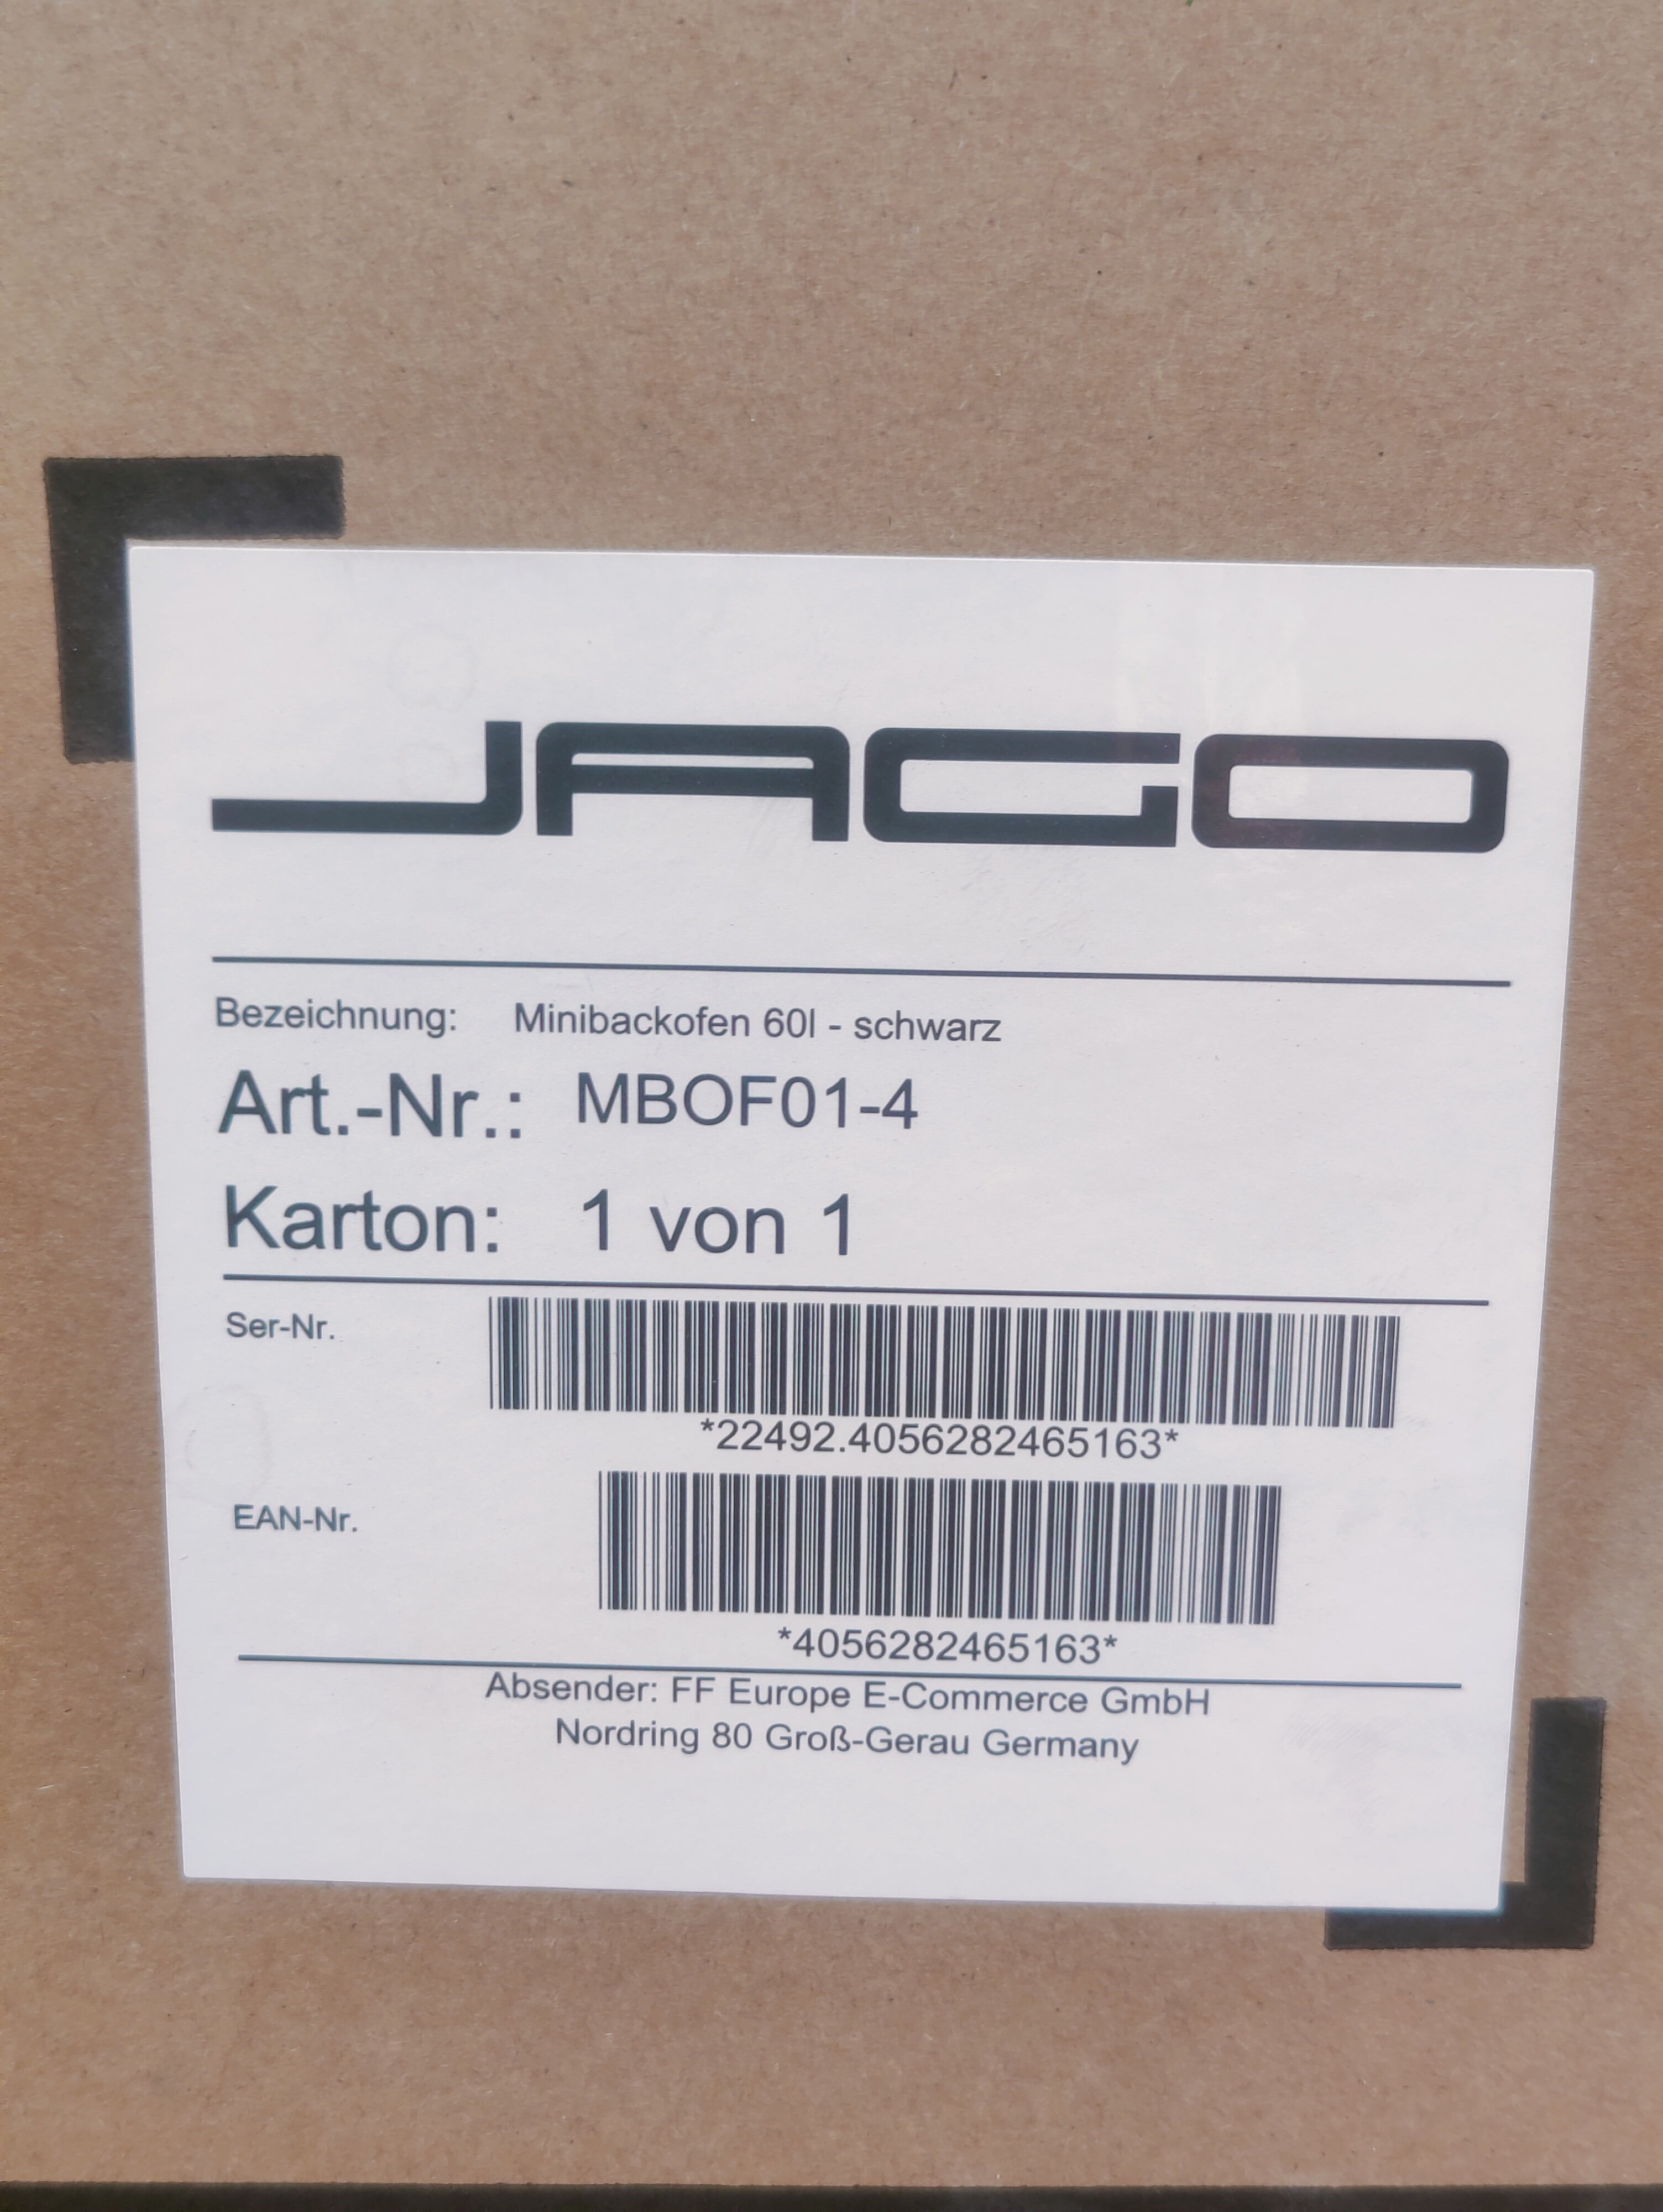 JAGO
Bezeichnung: Minibackofen 60l - schwarz
Art.-Nr.: MBOF01-4
Karton: 1 von 1
Ser-Nr.
*22492.4056282465163*
EAN-Nr.
*4056282465163*
Absender: FF Europe E-Commerce GmbH
Nordring 80 Groß-Gerau Germany